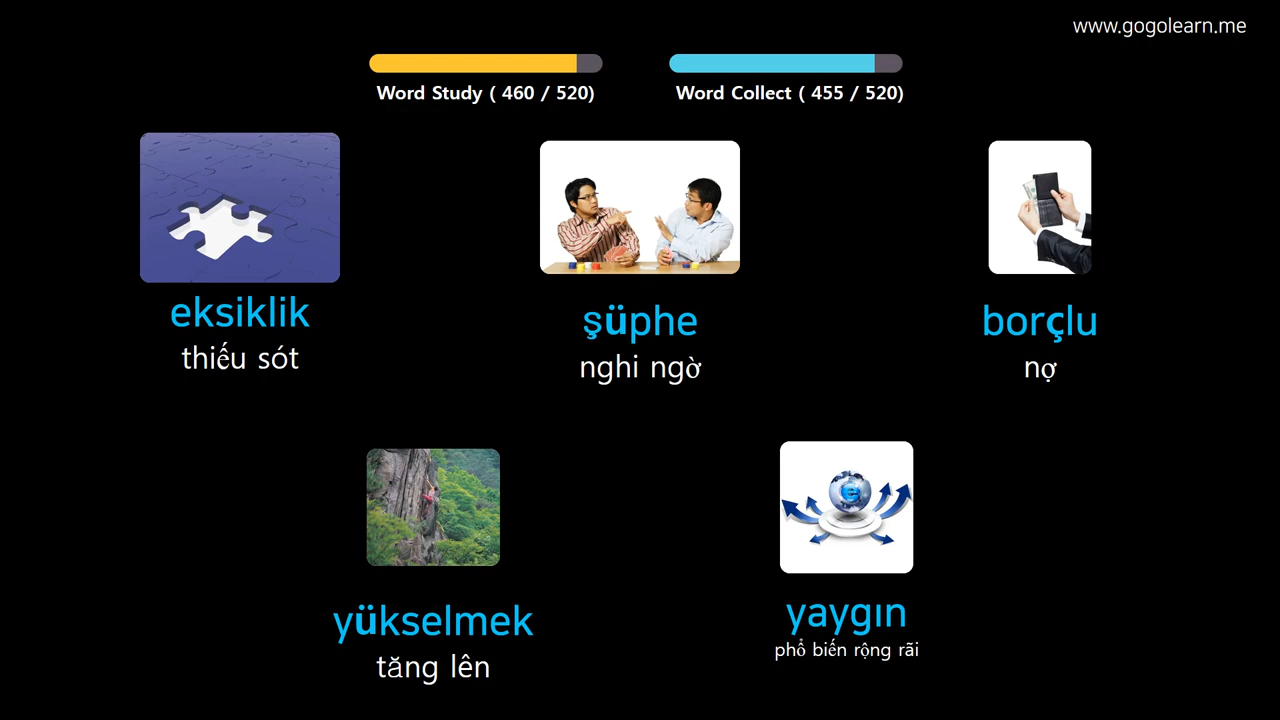 www.gogolearn.me
Word Study ( 460 / 520)
Word Collect ( 455 / 520)
eksiklik
thiếu sót
şüphe
nghi ngờ
borçlu
nợ
yükselmek
tăng lên
yaygın
phổ biến rộng rãi